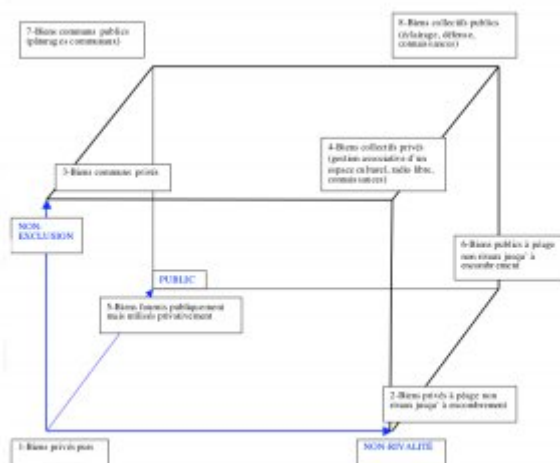 7-Biens communs publics
(pâturages communaux)
8-Biens collectifs publics
(éclairage, défense,
connaissances)
4-Biens collectifs privés
(gestion associative d'un
espace culturel, radio libre,
connaissances)
3-Biens communs privés
NON-
EXCLUSION
6-Biens publics à péage
non rivaux jusqu' à
encombrement
PUBLIC
5-Biens fournis publiquement
mais utilisés privativement
2-Biens privés à péage non
rivaux jusqu' à encombrement
1-Biens privés purs
NON-RIVALITÉ